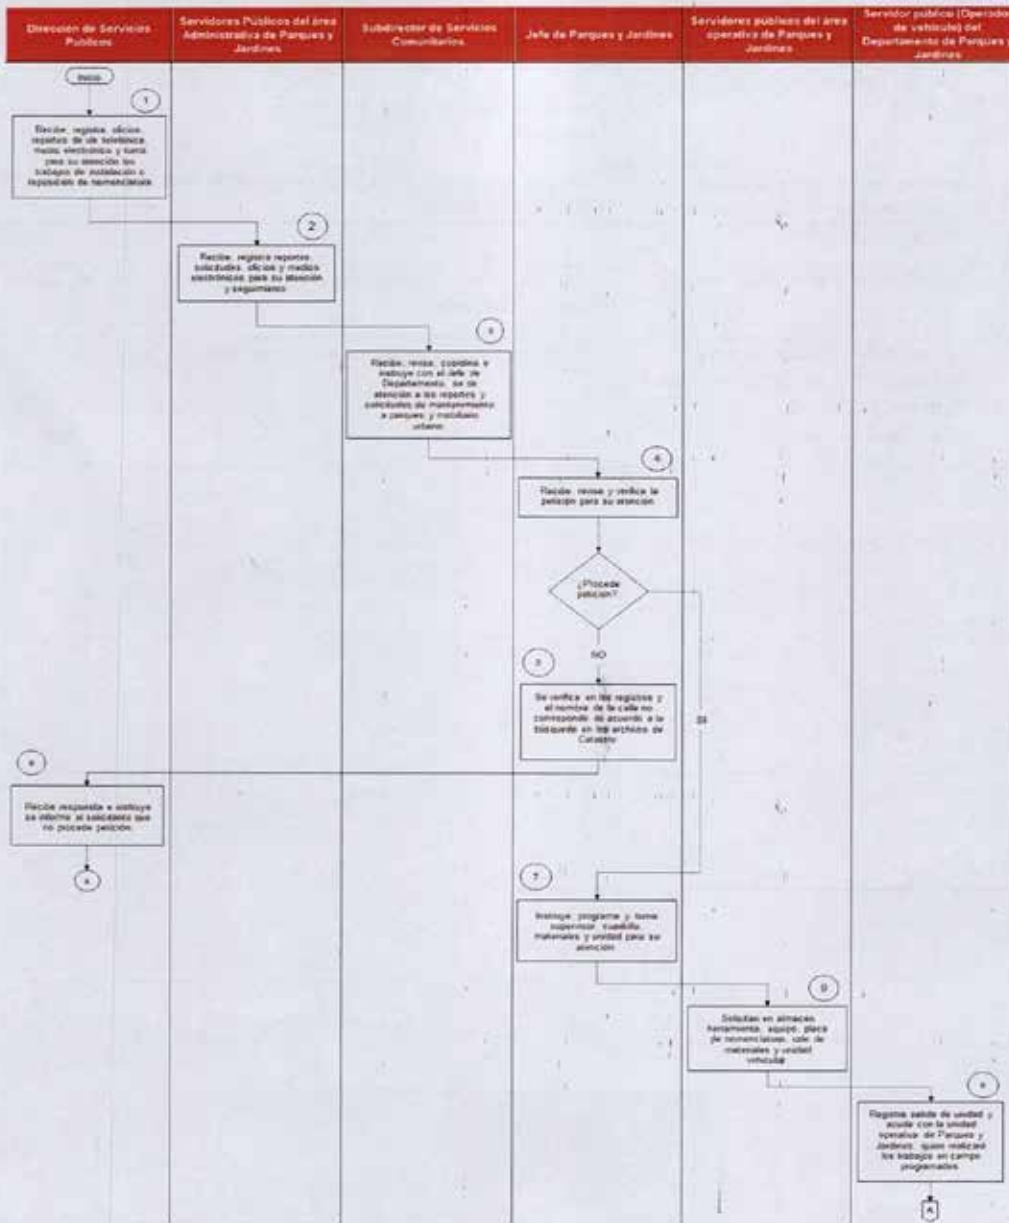 Dirección de Servicios
Públicos
Servidores Públicos del área
Administrativa de Parques y
Jardines
Subdirector de Servicios
Comunitarios
Jefe de Parques y Jardines
Servidores públicos del área
operativa de Parques y
Jardines
Servidor público (Operador
de vehículo) del
Departamento de Parques y
Jardines
Inicio
1
Recibe, registra, oficios,
reportes de vía telefónica,
medio electrónico y turna
para su atención los
trabajos de instalación o
reposición de nomenclatura
2
Recibe, registra reportes,
solicitudes, oficios y medios
electrónicos para su atención
y seguimiento
3
Recibe, revisa, coordina e
instruye con el Jefe de
Departamento, se de
atención a los reportes y
solicitudes de mantenimiento
a parques y mobiliario
urbano
4
Recibe, revisa y verifica la
petición para su atención
¿Procede
petición?
NO
SI
5
Se verifica en los registros y
el nombre de la calle no
corresponde de acuerdo a la
búsqueda en los archivos de
Catastro
6
Recibe respuesta e instruye
se informe al solicitante que
no procede petición.
A
7
Instruye, programa y turna
supervisor, cuadrilla,
materiales y unidad para su
atención
Solicitan en almacén
herramienta, equipo, placa
de nomenclatura, vale de
materiales y unidad
vehicular
Registra salida de unidad y
acude con la unidad
operativa de Parques y
Jardines, quien realizará
los trabajos en campo
programados
A